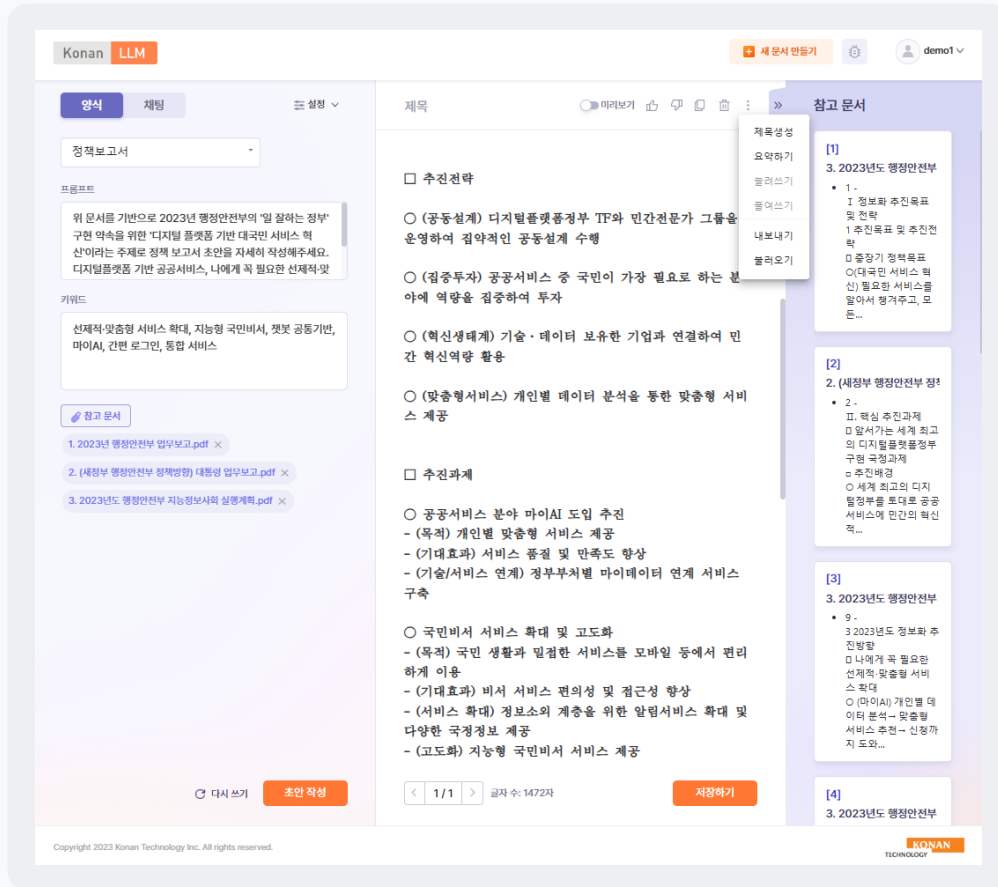 Konan LLM
새 문서 만들기
demo1
양식
채팅
설정
정책보고서
프롬프트
위 문서를 기반으로 2023년 행정안전부의 '일 잘하는 정부'
구현 약속을 위한 '디지털 플랫폼 기반 대국민 서비스 혁
신'이라는 주제로 정책 보고서 초안을 자세히 작성해주세요.
디지털플랫폼 기반 공공서비스, 나에게 꼭 필요한 선제적·맞
키워드
선제적·맞춤형 서비스 확대, 지능형 국민비서, 챗봇 공통기반,
마이AI, 간편 로그인, 통합 서비스
참고 문서
1. 2023년 행정안전부 업무보고.pdf ×
2. (새정부 행정안전부 정책방향) 대통령 업무보고.pdf ×
3. 2023년도 행정안전부 지능정보사회 실행계획.pdf ×
다시 쓰기
초안 작성
제목
미리보기
제목생성
요약하기
늘려쓰기
줄여쓰기
내보내기
불러오기
□ 추진전략
○ (공동설계) 디지털플랫폼정부 TF와 민간전문가 그룹을
운영하여 집약적인 공동설계 수행
○ (집중투자) 공공서비스 중 국민이 가장 필요로 하는 분
야에 역량을 집중하여 투자
○ (혁신생태계) 기술·데이터 보유한 기업과 연결하여 민
간 혁신역량 활용
○ (맞춤형서비스) 개인별 데이터 분석을 통한 맞춤형 서비
스 제공
□ 추진과제
○ 공공서비스 분야 마이AI 도입 추진
- (목적) 개인별 맞춤형 서비스 제공
- (기대효과) 서비스 품질 및 만족도 향상
- (기술/서비스 연계) 정부부처별 마이데이터 연계 서비스
구축
○ 국민비서 서비스 확대 및 고도화
- (목적) 국민 생활과 밀접한 서비스를 모바일 등에서 편리
하게 이용
- (기대효과) 비서 서비스 편의성 및 접근성 향상
- (서비스 확대) 정보소외 계층을 위한 알림서비스 확대 및
다양한 국정정보 제공
- (고도화) 지능형 국민비서 서비스 제공
< 1/1 >
글자 수: 1472자
저장하기
» 참고 문서
[1]
3. 2023년도 행정안전부
• 1 -
Ⅰ 정보화 추진목표
및 전략
1 추진목표 및 추진전
략
□ 중장기 정책목표
○(대국민 서비스 혁
신) 필요한 서비스를
알아서 챙겨주고, 모
든...
[2]
2. (새정부 행정안전부 정책
• 2 -
Ⅱ. 핵심 추진과제
□ 앞서가는 세계 최고
의 디지털플랫폼정부
구현 국정과제
▫ 추진배경
○ 세계 최고의 디지
털정부를 토대로 공공
서비스에 민간의 혁신
적...
[3]
3. 2023년도 행정안전부
• 9 -
3 2023년도 정보화 추
진방향
□ 나에게 꼭 필요한
선제적·맞춤형 서비
스 확대
○ (마이AI) 개인별 데
이터 분석→ 맞춤형
서비스 추천→ 신청까
지 도와...
[4]
3. 2023년도 행정안전부
Copyright 2023 Konan Technology Inc. All rights reserved.
KONAN
TECHNOLOGY